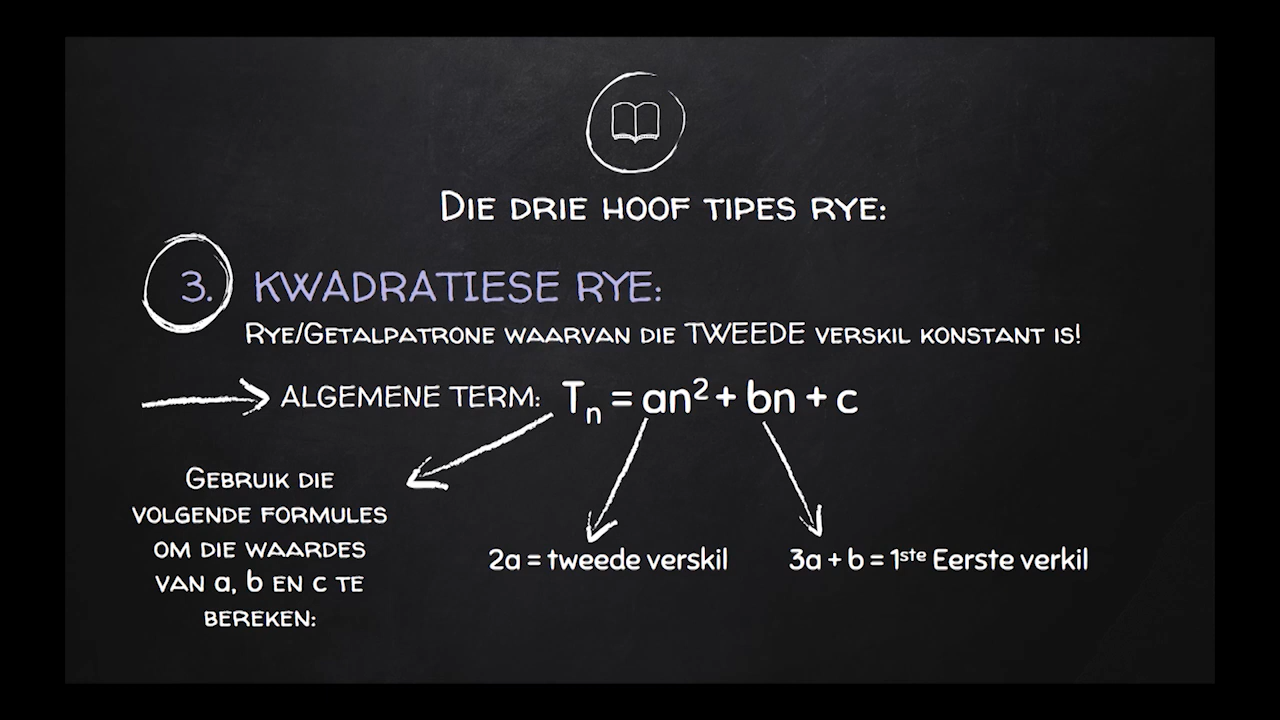 Die drie hoof tipes rye:
3. KWADRATIESE RYE:
Rye/Getalpatrone waarvan die TWEEDE verskil konstant is!
ALGEMENE TERM: Tₙ = an² + bn + c
Gebruik die
volgende formules
om die waardes
van a, b en c te
bereken:
2a = tweede verskil
3a + b = 1ˢᵗᵉ Eerste verkil